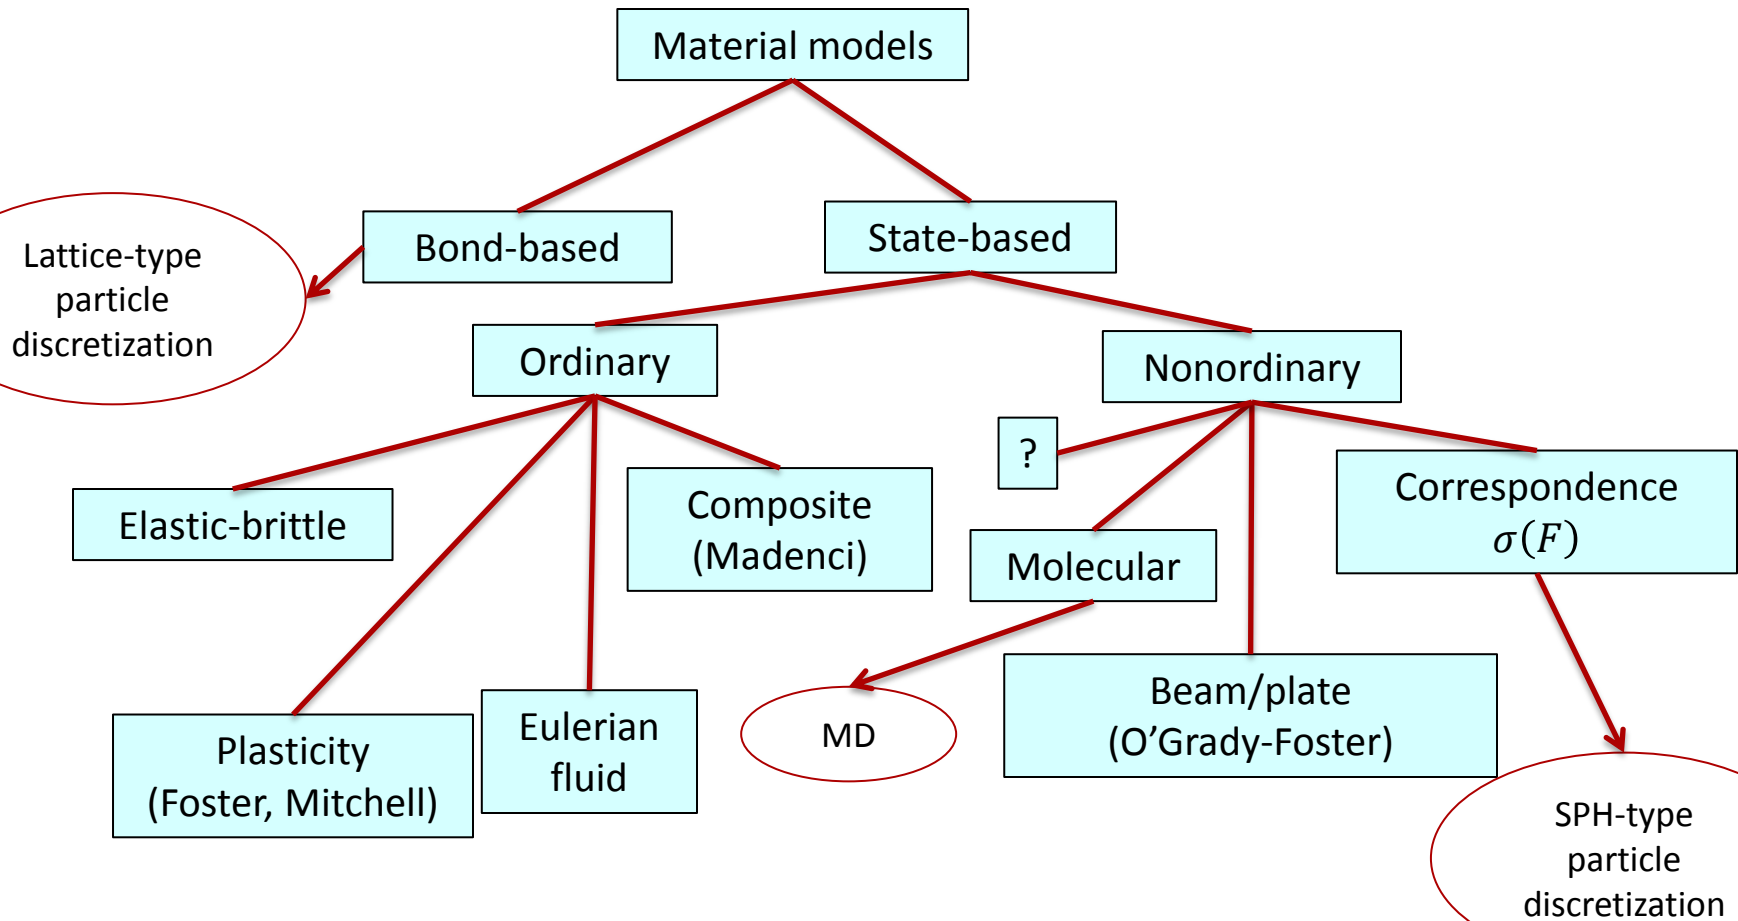 Material models
Bond-based
State-based
Lattice-type
particle
discretization
Ordinary
Nonordinary
?
Elastic-brittle
Composite
(Madenci)
Molecular
Correspondence
σ(F)
Plasticity
(Foster, Mitchell)
Eulerian
fluid
MD
Beam/plate
(O’Grady-Foster)
SPH-type
particle
discretization